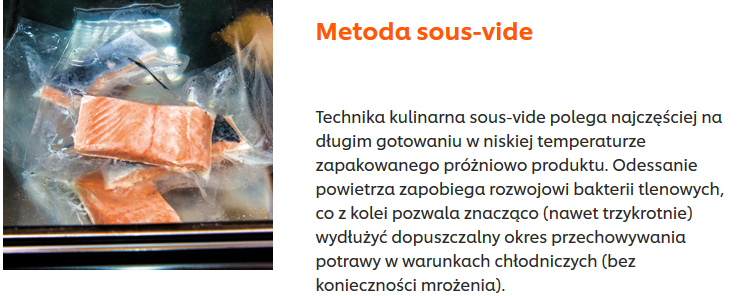 Metoda sous-vide
Technika kulinarna sous-vide polega najczęściej na
długim gotowaniu w niskiej temperaturze
zapakowanego próżniowo produktu. Odessanie
powietrza zapobiega rozwojowi bakterii tlenowych,
co z kolei pozwala znacząco (nawet trzykrotnie)
wydłużyć dopuszczalny okres przechowywania
potrawy w warunkach chłodniczych (bez
konieczności mrożenia).